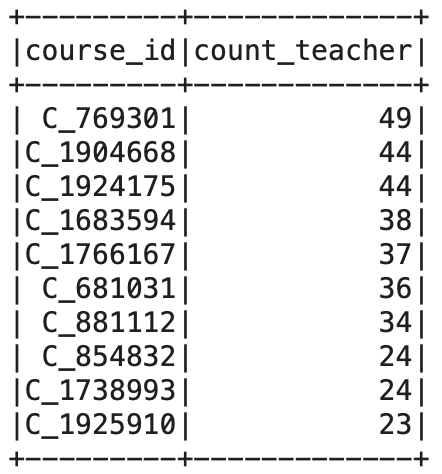 +---------+-------------+
|course_id|count_teacher|
+---------+-------------+
| C_769301|           49|
|C_1904668|           44|
|C_1924175|           44|
|C_1683594|           38|
|C_1766167|           37|
| C_681031|           36|
| C_881112|           34|
| C_854832|           24|
|C_1738993|           24|
|C_1925910|           23|
+---------+-------------+